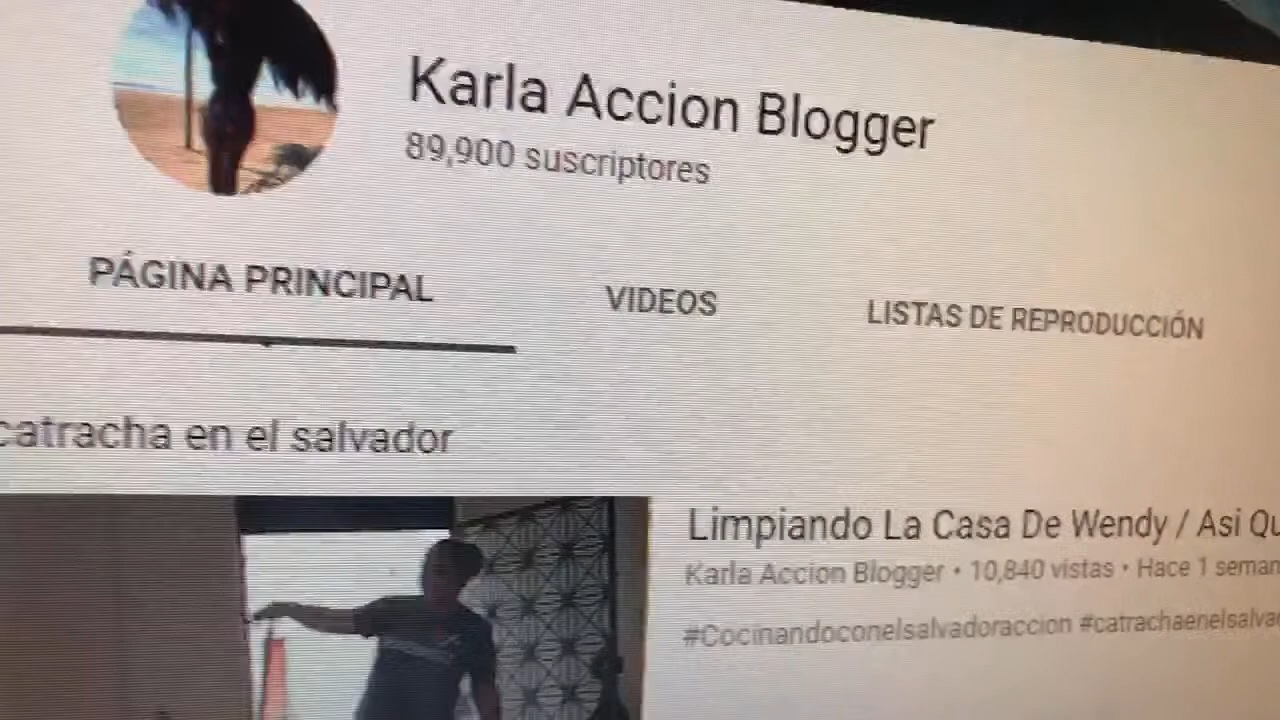 Karla Accion Blogger
89,900 suscriptores
PÁGINA PRINCIPAL
VIDEOS
LISTAS DE REPRODUCCIÓN
catracha en el salvador
Limpiando La Casa De Wendy / Asi Qu
Karla Accion Blogger • 10,840 vistas • Hace 1 seman
#Cocinandoconelsalvadoraccion #catrachaenelsalva